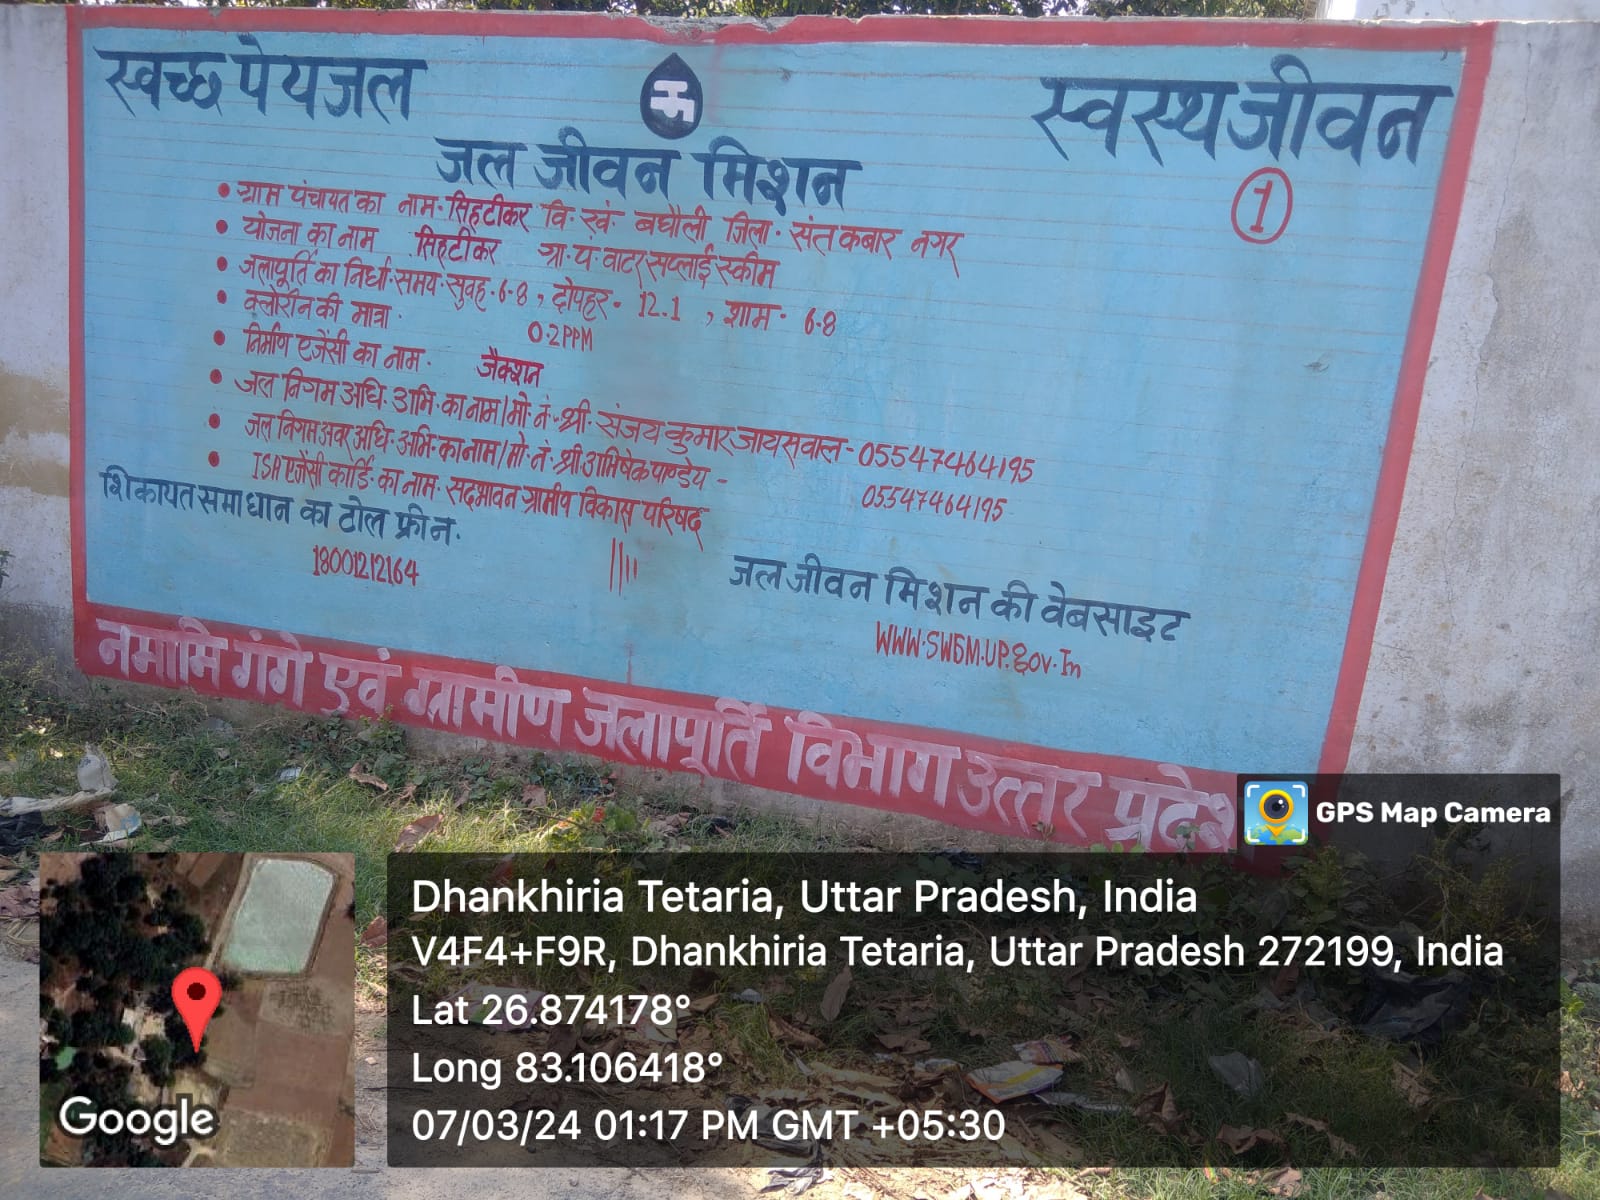 स्वच्छ पेयजल
स्वस्थ जीवन
जल जीवन मिशन
1
• ग्राम पंचायत का नाम. सिहटीकर वि. खं. बघौली जिला. संत कबीर नगर
• योजना का नाम सिहटीकर ग्रा. पं. वाटर सप्लाई स्कीम
• जलापूर्ति का निर्धा. समय. सुवह. 6-8, दोपहर. 12.1, शाम. 6.8
• क्लोरीन की मात्रा. 0.2 PPM
• निर्माण एजेंसी का नाम. जैक्शन
• जल निगम अधि. अभि. का नाम/मो. नं. श्री. संजय कुमार जायसवाल - 05547464195
• जल निगम अवर अधि. अभि. का नाम/मो. नं. श्री अभिषेक पाण्डेय - 05547464195
• ISA एजेंसी कार्डि. का नाम. सदभावन ग्रामीण विकास परिषद
शिकायत समाधान का टोल फ्री न.
18001212164
जल जीवन मिशन की वेबसाइट
WWW.SWSM.UP.gov.In
नमामि गंगे एवं ग्रामीण जलापूर्ति विभाग उत्तर प्रदेश
GPS Map Camera
Dhankhiria Tetaria, Uttar Pradesh, India
V4F4+F9R, Dhankhiria Tetaria, Uttar Pradesh 272199, India
Lat 26.874178°
Long 83.106418°
07/03/24 01:17 PM GMT +05:30
Google